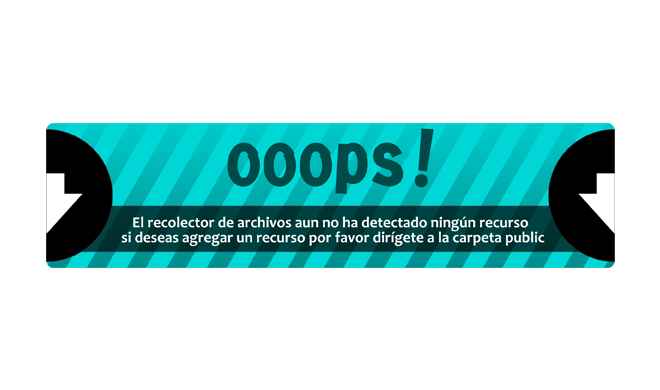 ooops!
El recolector de archivos aun no ha detectado ningún recurso
si deseas agregar un recurso por favor dirígete a la carpeta public